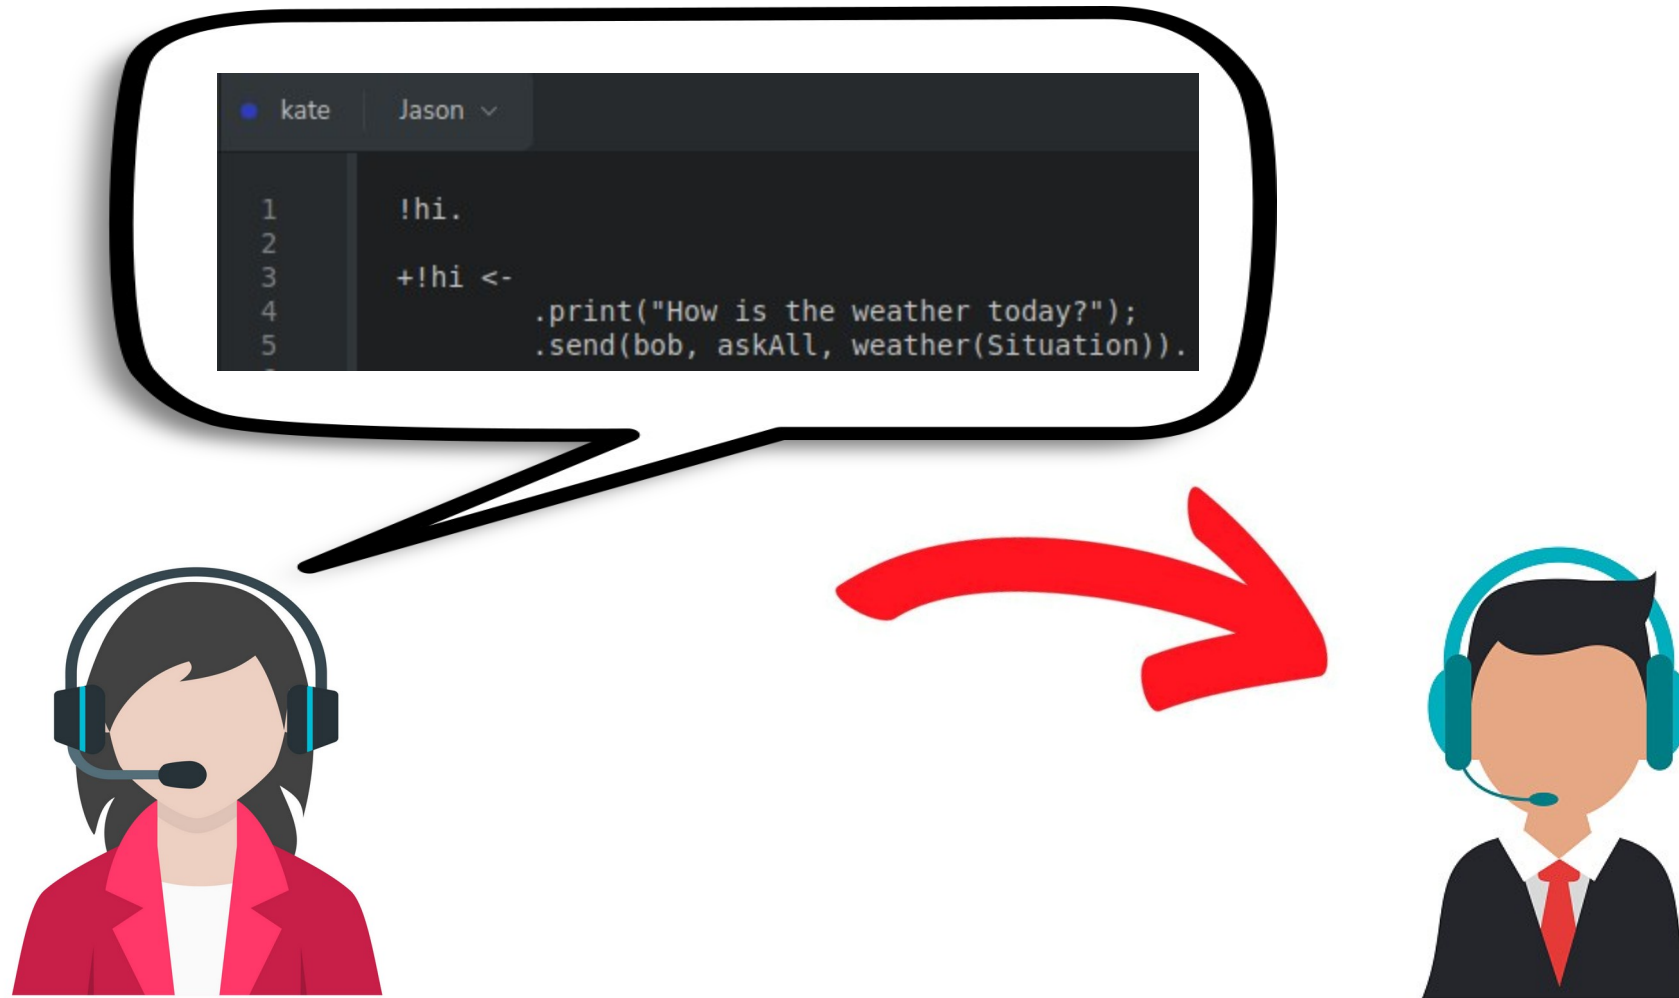 kate Jason
1 !hi.
2
3 +!hi <-
4 .print("How is the weather today?");
5 .send(bob, askAll, weather(Situation)).